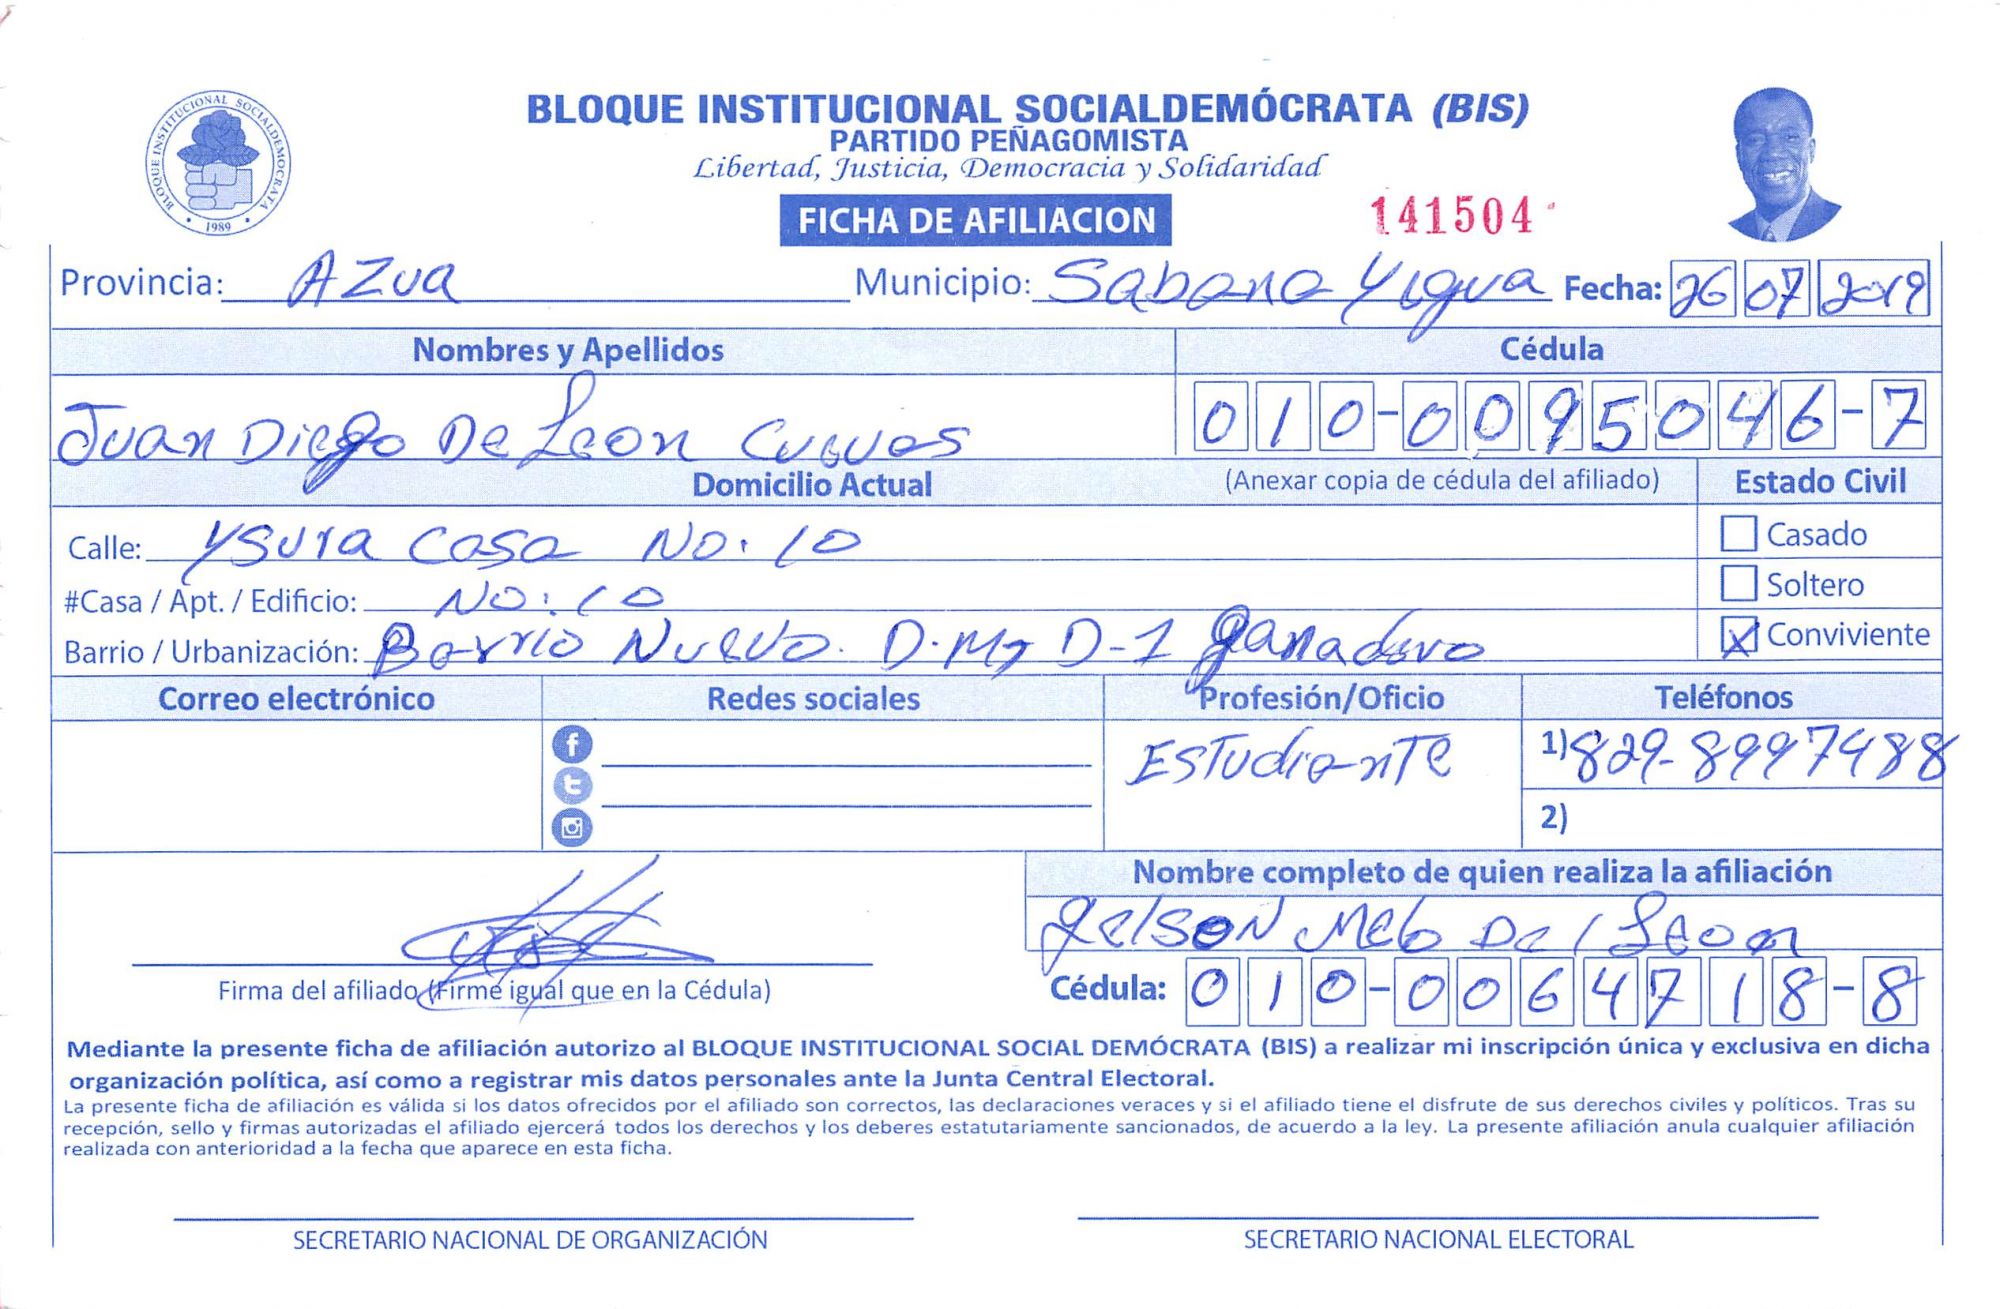 BLOQUE INSTITUCIONAL SOCIALDEMOCRATA
1989
BLOQUE INSTITUCIONAL SOCIALDEMÓCRATA (BIS)
PARTIDO PEÑAGOMISTA
Libertad, Justicia, Democracia y Solidaridad
FICHA DE AFILIACION 141504
Provincia: AZUA Municipio: Sabana Yegua Fecha: 26 07 2019
Nombres y Apellidos Cédula
Juan Diego De Leon Cuevas 010-0095046-7
Domicilio Actual (Anexar copia de cédula del afiliado) Estado Civil
Calle: Ysura Casa No. 10 Casado
#Casa / Apt. / Edificio: No: 10 Soltero
Barrio / Urbanización: Barrio Nuevo. D-1 ganadero X Conviviente
Correo electrónico Redes sociales Profesión/Oficio Teléfonos
ESTudianTe 1) 829-8997488
2)
Nombre completo de quien realiza la afiliación
gelson Melo De Leon
Firma del afiliado (Firme igual que en la Cédula) Cédula: 010-0064718-8
Mediante la presente ficha de afiliación autorizo al BLOQUE INSTITUCIONAL SOCIAL DEMÓCRATA (BIS) a realizar mi inscripción única y exclusiva en dicha
organización política, así como a registrar mis datos personales ante la Junta Central Electoral.
La presente ficha de afiliación es válida si los datos ofrecidos por el afiliado son correctos, las declaraciones veraces y si el afiliado tiene el disfrute de sus derechos civiles y políticos. Tras su
recepción, sello y firmas autorizadas el afiliado ejercerá todos los derechos y los deberes estatutariamente sancionados, de acuerdo a la ley. La presente afiliación anula cualquier afiliación
realizada con anterioridad a la fecha que aparece en esta ficha.
SECRETARIO NACIONAL DE ORGANIZACIÓN SECRETARIO NACIONAL ELECTORAL